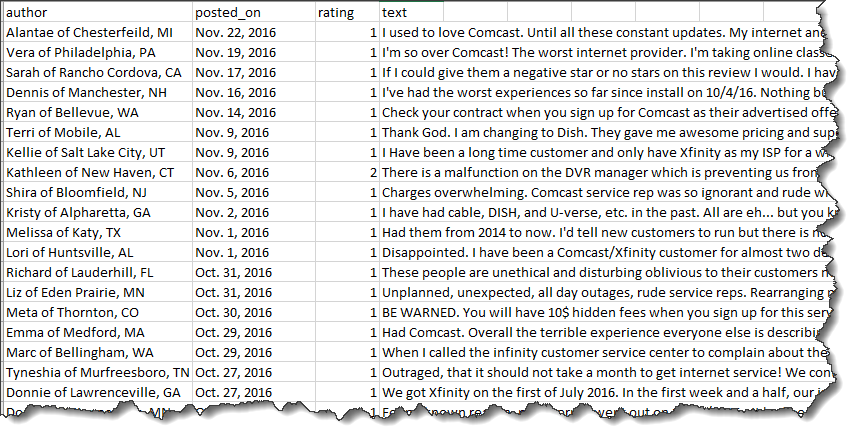 author posted_on rating text
Alantae of Chesterfeild, MI Nov. 22, 2016 1 I used to love Comcast. Until all these constant updates. My internet and
Vera of Philadelphia, PA Nov. 19, 2016 1 I'm so over Comcast! The worst internet provider. I'm taking online
Sarah of Rancho Cordova, CA Nov. 17, 2016 1 If I could give them a negative star or no stars on this review I would. I
Dennis of Manchester, NH Nov. 16, 2016 1 I've had the worst experiences so far since install on 10/4/16. Nothing
Ryan of Bellevue, WA Nov. 14, 2016 1 Check your contract when you sign up for Comcast as their advertised
Terri of Mobile, AL Nov. 9, 2016 1 Thank God. I am changing to Dish. They gave me awesome pricing and
Kellie of Salt Lake City, UT Nov. 9, 2016 1 I Have been a long time customer and only have Xfinity as my ISP for a
Kathleen of New Haven, CT Nov. 6, 2016 2 There is a malfunction on the DVR manager which is preventing us from
Shira of Bloomfield, NJ Nov. 5, 2016 1 Charges overwhelming. Comcast service rep was so ignorant and rude
Kristy of Alpharetta, GA Nov. 2, 2016 1 I have had cable, DISH, and U-verse, etc. in the past. All are eh... but you
Melissa of Katy, TX Nov. 1, 2016 1 Had them from 2014 to now. I'd tell new customers to run but there is
Lori of Huntsville, AL Nov. 1, 2016 1 Disappointed. I have been a Comcast/Xfinity customer for almost two
Richard of Lauderhill, FL Oct. 31, 2016 1 These people are unethical and disturbing oblivious to their customers
Liz of Eden Prairie, MN Oct. 31, 2016 1 Unplanned, unexpected, all day outages, rude service reps. Rearranging
Meta of Thornton, CO Oct. 30, 2016 1 BE WARNED. You will have 10$ hidden fees when you sign up for this
Emma of Medford, MA Oct. 29, 2016 1 Had Comcast. Overall the terrible experience everyone else is
Marc of Bellingham, WA Oct. 29, 2016 1 When I called the infinity customer service center to complain about the
Tyneshia of Murfreesboro, TN Oct. 27, 2016 1 Outraged, that it should not take a month to get internet service! We
Donnie of Lawrenceville, GA Oct. 27, 2016 1 We got Xfinity on the first of July 2016. In the first week and a half, our